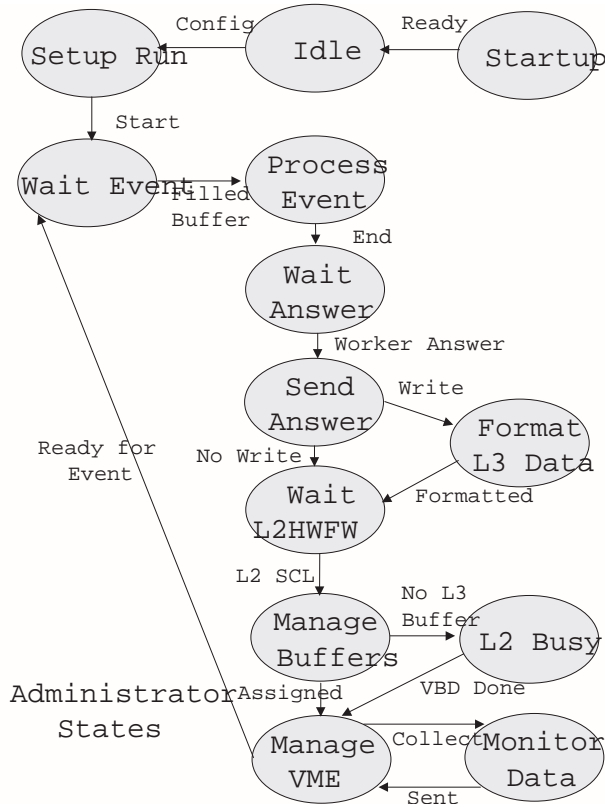 Config
Ready
Setup Run
Idle
Startup
Start
Wait Event
Filled
Buffer
Process
Event
End
Wait
Answer
Worker Answer
Send
Answer
Write
Format
L3 Data
No Write
Formatted
Ready for
Event
Wait
L2HWFW
L2 SCL
No L3
Buffer
Manage
Buffers
L2 Busy
Assigned
VBD Done
Administrator
States
Manage
VME
Collect
Monitor
Data
Sent